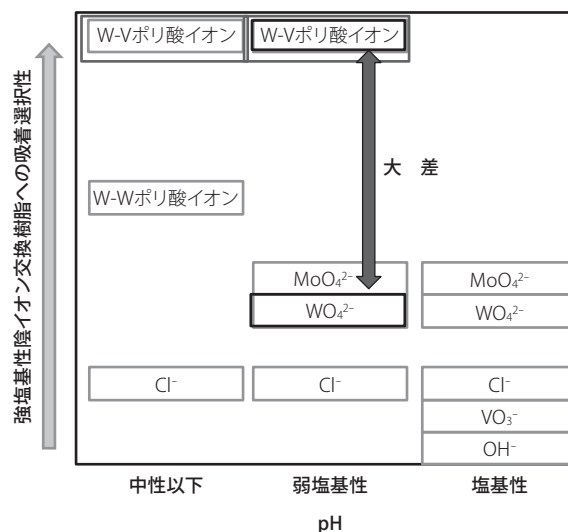 強塩基性陰イオン交換樹脂への吸着選択性
W-Vポリ酸イオン
W-Vポリ酸イオン
大 差
W-Wポリ酸イオン
MoO₄²⁻
MoO₄²⁻
WO₄²⁻
WO₄²⁻
Cl⁻
Cl⁻
Cl⁻
VO₃⁻
OH⁻
中性以下
弱塩基性
塩基性
pH